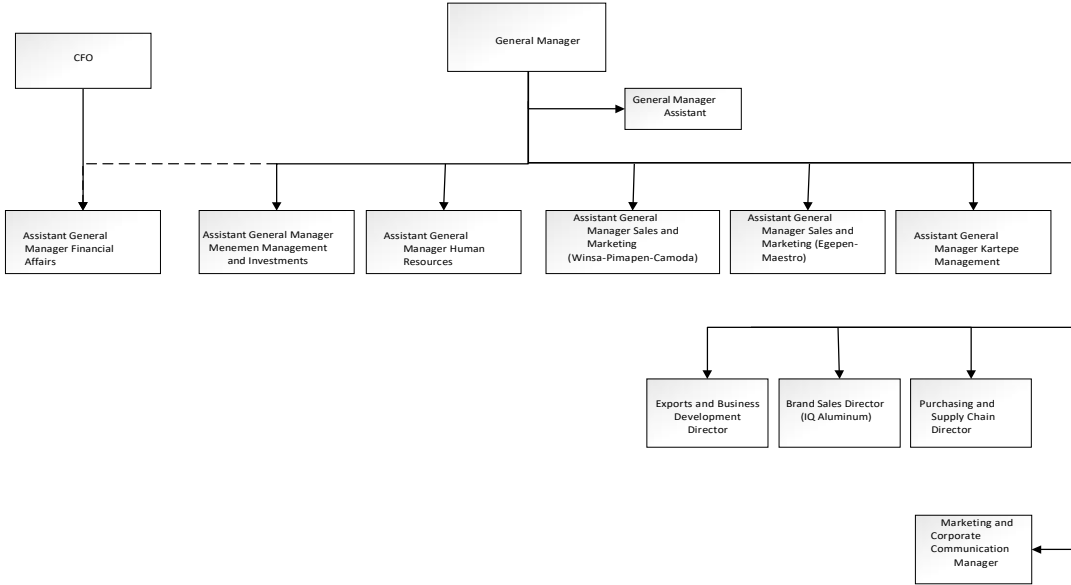 General Manager
CFO
General Manager
Assistant
Assistant General
Manager Financial
Affairs
Assistant General Manager
Menemen Management
and Investments
Assistant General
Manager Human
Resources
Assistant General
Manager Sales and
Marketing
(Winsa-Pimapen-Camoda)
Assistant General
Manager Sales and
Marketing (Egepen-
Maestro)
Assistant General
Manager Kartepe
Management
Exports and Business
Development
Director
Brand Sales Director
(IQ Aluminum)
Purchasing and
Supply Chain
Director
Marketing and
Corporate
Communication
Manager